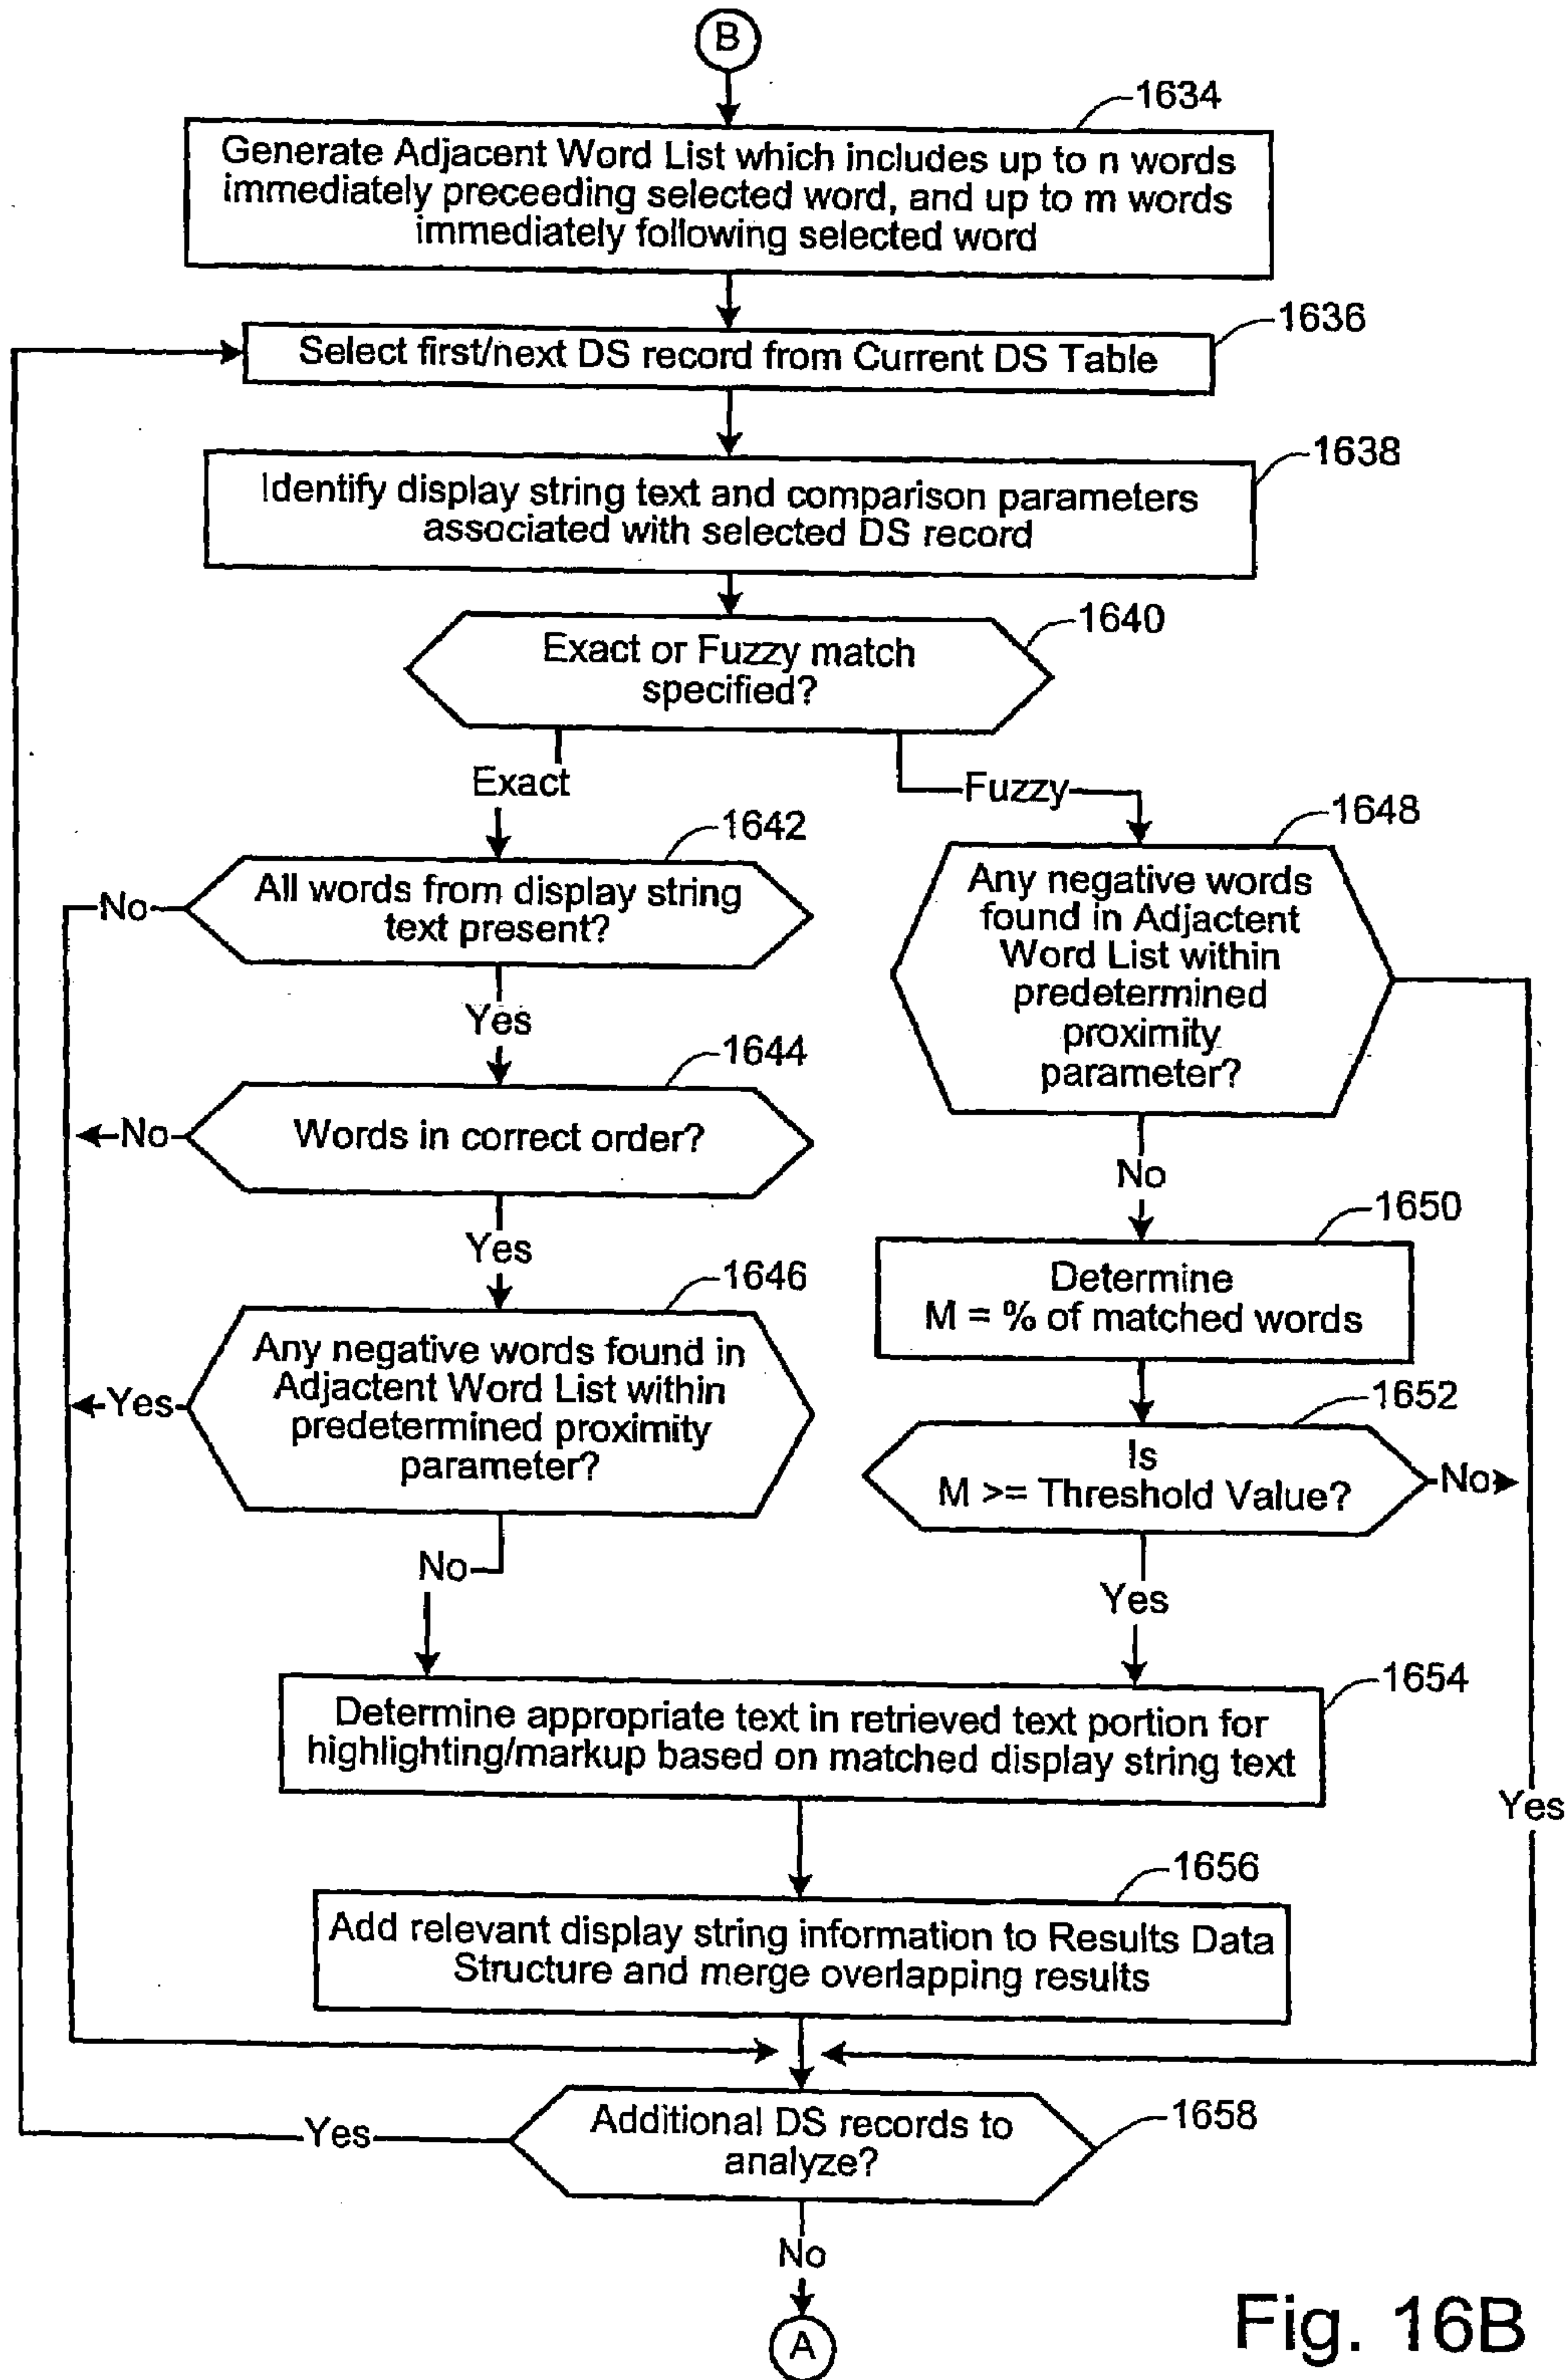 B
1634
Generate Adjacent Word List which includes up to n words
immediately preceeding selected word, and up to m words
immediately following selected word
1636
Select first/next DS record from Current DS Table
1638
Identify display string text and comparison parameters
associated with selected DS record
1640
Exact or Fuzzy match
specified?
Exact
Fuzzy
1642
All words from display string
text present?
No
Yes
1648
Any negative words
found in Adjactent
Word List within
predetermined
proximity
parameter?
1644
Words in correct order?
No
Yes
No
1650
Determine
M = % of matched words
1646
Any negative words found in
Adjactent Word List within
predetermined proximity
parameter?
Yes
No
1652
Is
M >= Threshold Value?
No
Yes
1654
Determine appropriate text in retrieved text portion for
highlighting/markup based on matched display string text
Yes
1656
Add relevant display string information to Results Data
Structure and merge overlapping results
1658
Additional DS records to
analyze?
Yes
No
A
Fig. 16B